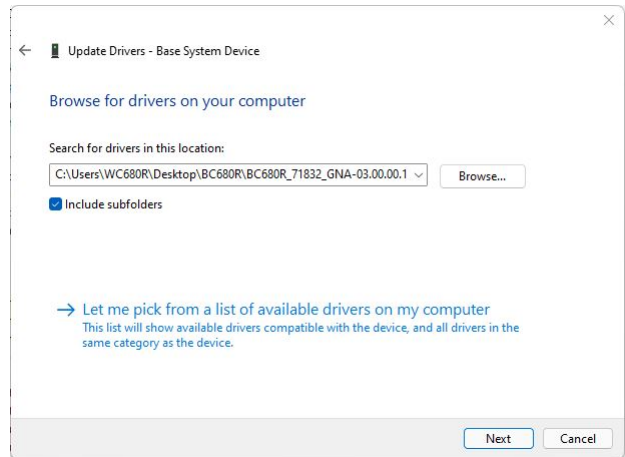 Update Drivers - Base System Device
Browse for drivers on your computer
Search for drivers in this location:
C:\Users\WC680R\Desktop\BC680R\BC680R_71832_GNA-03.00.00.1
Browse...
Include subfolders
Let me pick from a list of available drivers on my computer
This list will show available drivers compatible with the device, and all drivers in the
same category as the device.
Next
Cancel